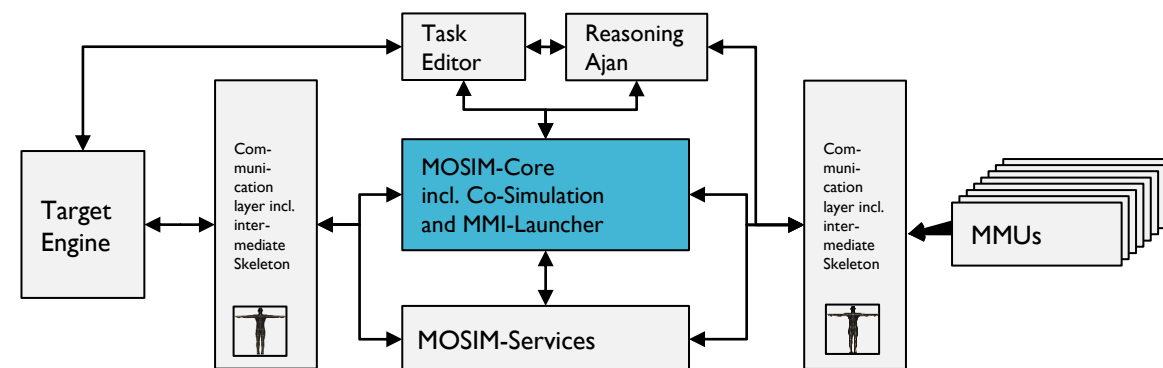 Task
Editor
Reasoning
Ajan
Target
Engine
Com-
muni-
cation
layer incl.
inter-
mediate
Skeleton
MOSIM-Core
incl. Co-Simulation
and MMI-Launcher
MOSIM-Services
Com-
muni-
cation
layer incl.
inter-
mediate
Skeleton
MMUs